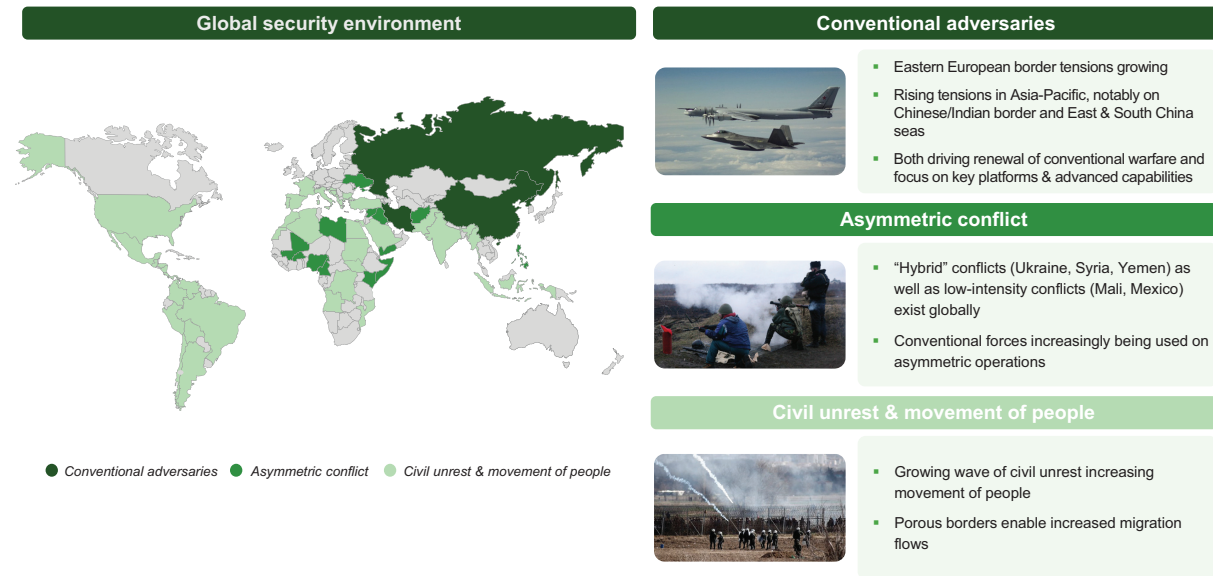 Global security environment
Conventional adversaries
Asymmetric conflict
Civil unrest & movement of people
Conventional adversaries
Eastern European border tensions growing
Rising tensions in Asia-Pacific, notably on
Chinese/Indian border and East & South China
seas
Both driving renewal of conventional warfare and
focus on key platforms & advanced capabilities
Asymmetric conflict
“Hybrid” conflicts (Ukraine, Syria, Yemen) as
well as low-intensity conflicts (Mali, Mexico)
exist globally
Conventional forces increasingly being used on
asymmetric operations
Civil unrest & movement of people
Growing wave of civil unrest increasing
movement of people
Porous borders enable increased migration
flows